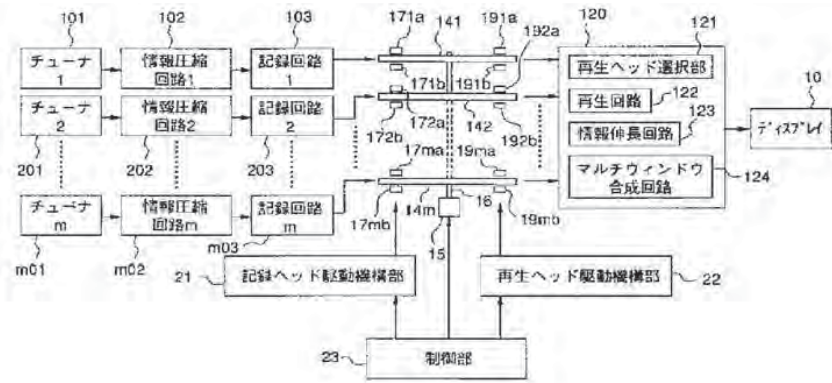 101 102 103 171a 141 191a 120 121
192a
チューナ 1 情報圧縮 回路1 記録回路 1
再生ヘッド選択部
171b 191b
10
チューナ 2 情報圧縮 回路2 記録回路 2
再生回路 122
172a 142
172b 192b
情報伸長回路 123
ディスプレイ
201 202 203
17ma 19ma
マルチウィンドウ 合成回路
124
チューナ m 情報圧縮 回路m 記録回路 m
14m 16
17mb 19mb
15
m01 m02 m03
21 記録ヘッド駆動機構部 再生ヘッド駆動機構部 22
23 制御部